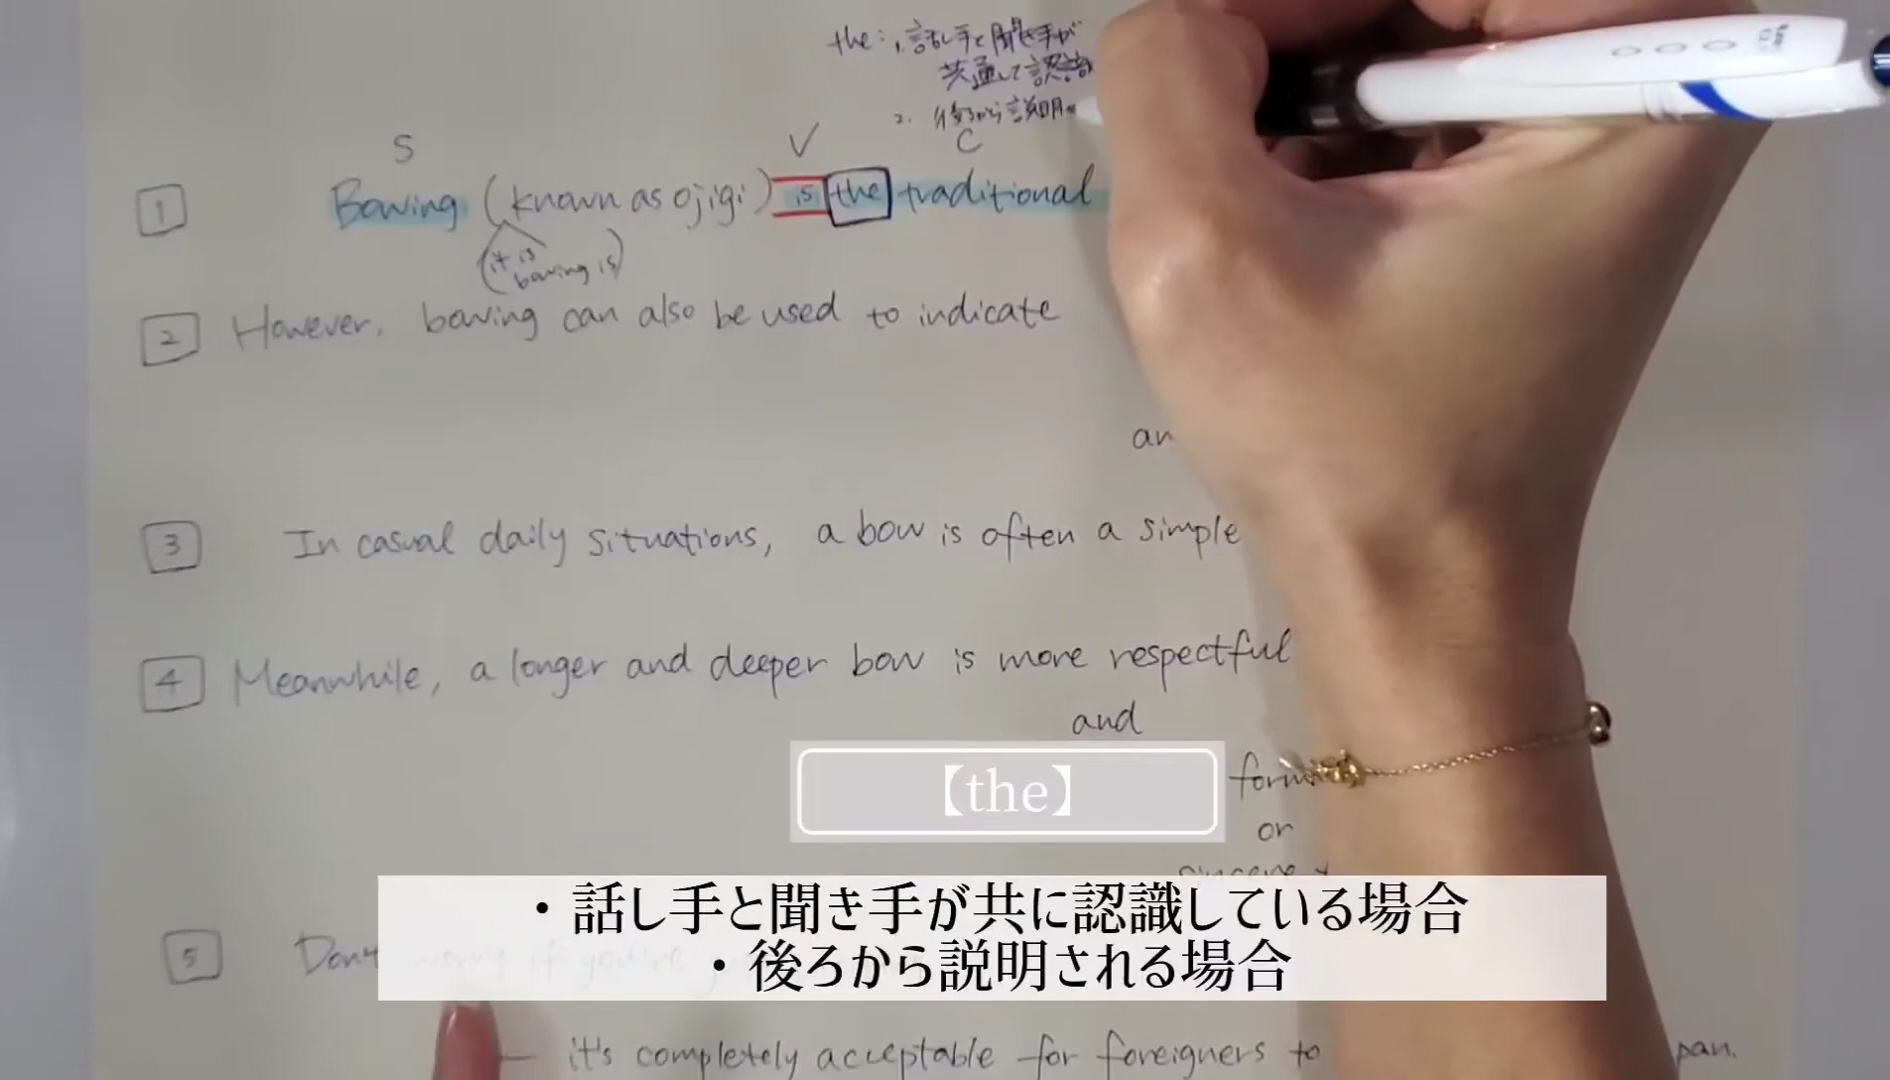 the: 1. 話し手と聞き手が
共通して認識
2. 後ろから説明
S V C
1 Bowing (known as ojigi) is the traditional
(it is
bowing is)
2 However, bowing can also be used to indicate
an
3 In casual daily situations, a bow is often a simple
4 Meanwhile, a longer and deeper bow is more respectful
and
【the】
or
・話し手と聞き手が共に認識している場合
5 Don't worry if you're
・後ろから説明される場合
it's completely acceptable for foreigners to pan.